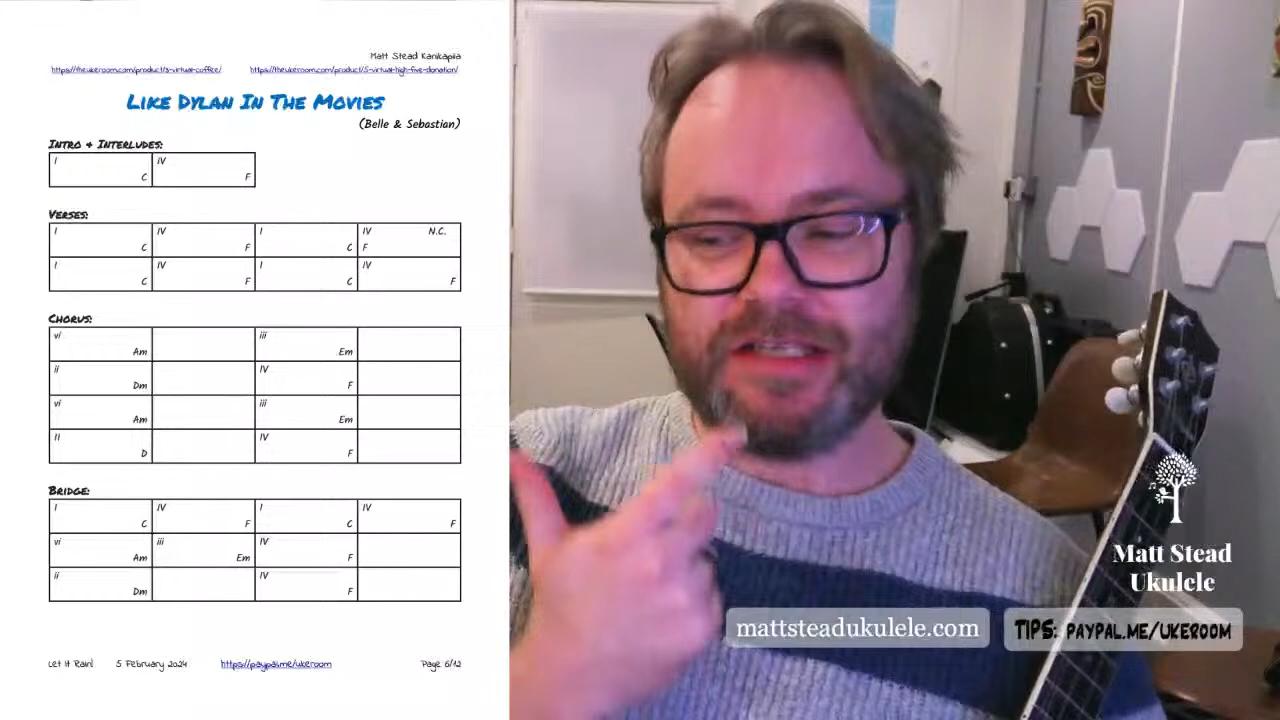 Matt Stead Kanikapila
https://theukeroom.com/product/3-virtual-coffee/ https://theukeroom.com/product/5-virtual-high-five-donation/
LIKE DYLAN IN THE MOVIES
(Belle & Sebastian)
INTRO & INTERLUDES:
I IV
C F
VERSES:
I IV I IV N.C.
C F C F
I IV I IV
C F C F
CHORUS:
vi iii
Am Em
ii IV
Dm F
vi iii
Am Em
II IV
D F
BRIDGE:
I IV I IV
C F C F
vi iii IV
Am Em F
ii IV
Dm F
Let It Rain! 5 February 2024 https://paypal.me/ukeroom Page 6/12
Matt Stead
Ukulele
mattsteadukulele.com
TIPS: PAYPAL.ME/UKEROOM